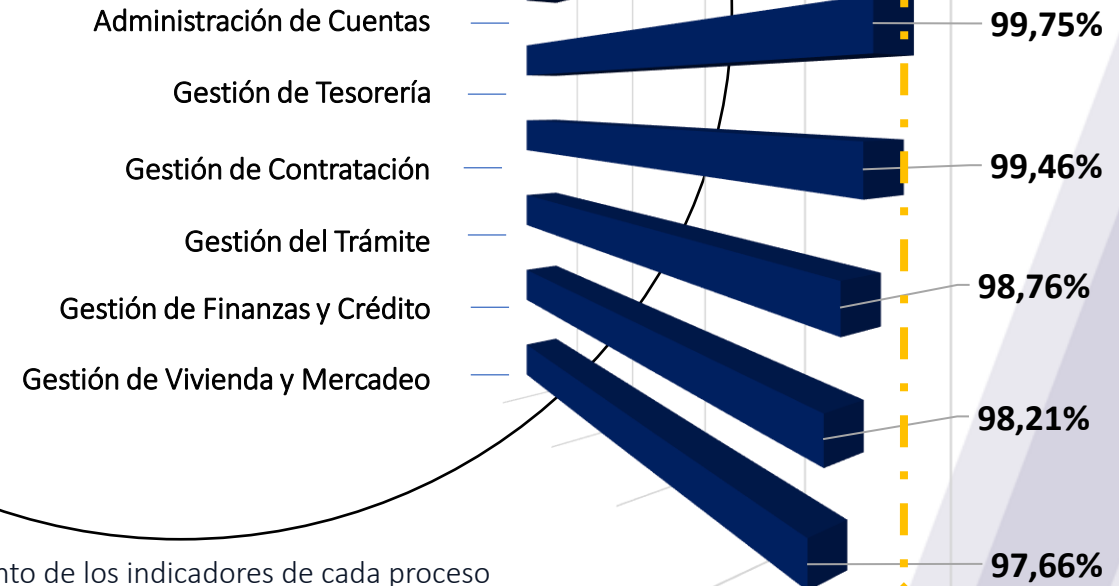 Administración de Cuentas
99,75%
Gestión de Tesorería
Gestión de Contratación
99,46%
Gestión del Trámite
98,76%
Gestión de Finanzas y Crédito
Gestión de Vivienda y Mercadeo
98,21%
97,66%
de los indicadores de cada proceso